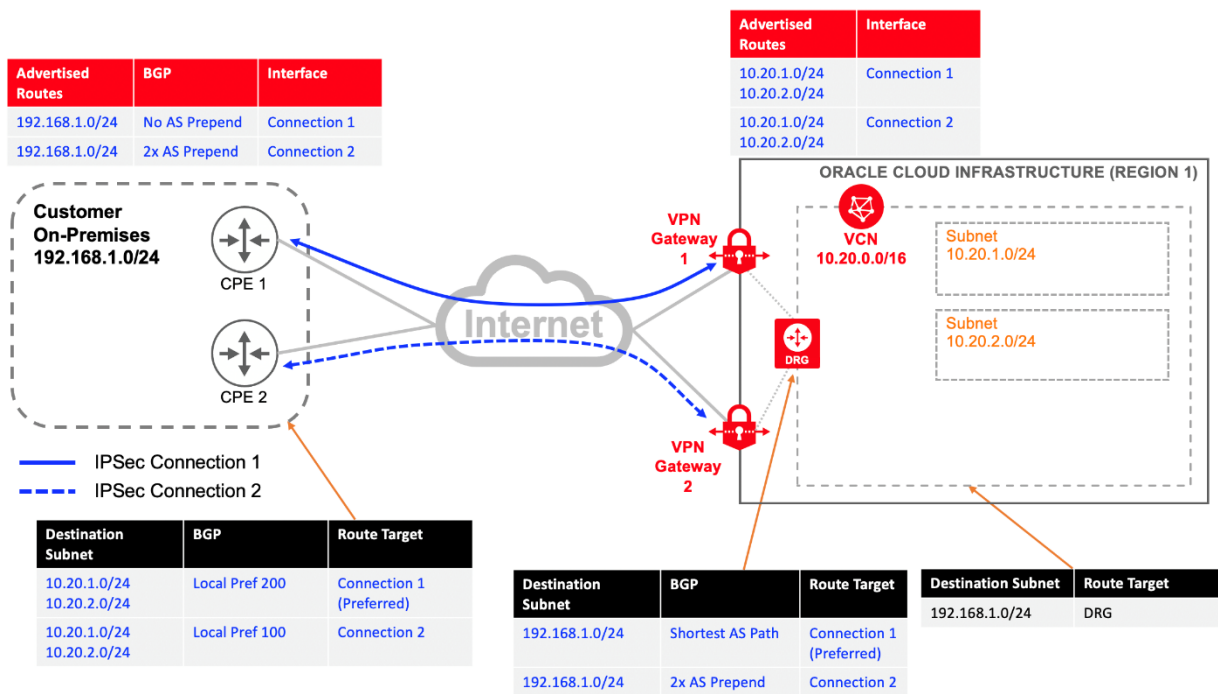 Advertised Routes BGP Interface
192.168.1.0/24 No AS Prepend Connection 1
192.168.1.0/24 2x AS Prepend Connection 2
Advertised Routes Interface
10.20.1.0/24 Connection 1
10.20.2.0/24
10.20.1.0/24 Connection 2
10.20.2.0/24
ORACLE CLOUD INFRASTRUCTURE (REGION 1)
Customer
On-Premises
192.168.1.0/24
CPE 1
CPE 2
Internet
VPN
Gateway
1
VCN
10.20.0.0/16
Subnet
10.20.1.0/24
Subnet
10.20.2.0/24
DRG
VPN
Gateway
2
IPSec Connection 1
IPSec Connection 2
Destination Subnet BGP Route Target
10.20.1.0/24 Local Pref 200 Connection 1
10.20.2.0/24 (Preferred)
10.20.1.0/24 Local Pref 100 Connection 2
10.20.2.0/24
Destination Subnet BGP Route Target
192.168.1.0/24 Shortest AS Path Connection 1
(Preferred)
192.168.1.0/24 2x AS Prepend Connection 2
Destination Subnet Route Target
192.168.1.0/24 DRG